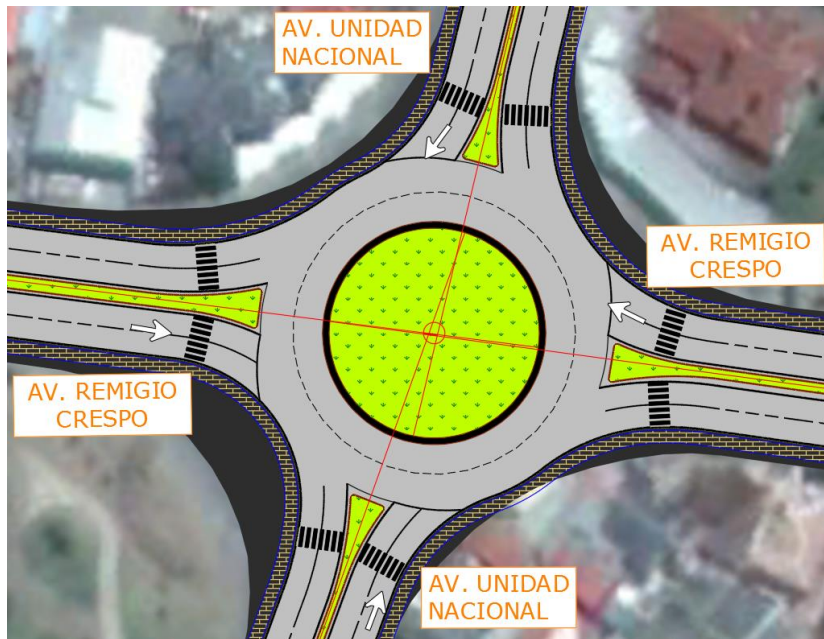 AV. UNIDAD
NACIONAL
AV. REMIGIO
CRESPO
AV. REMIGIO
CRESPO
AV. UNIDAD
NACIONAL